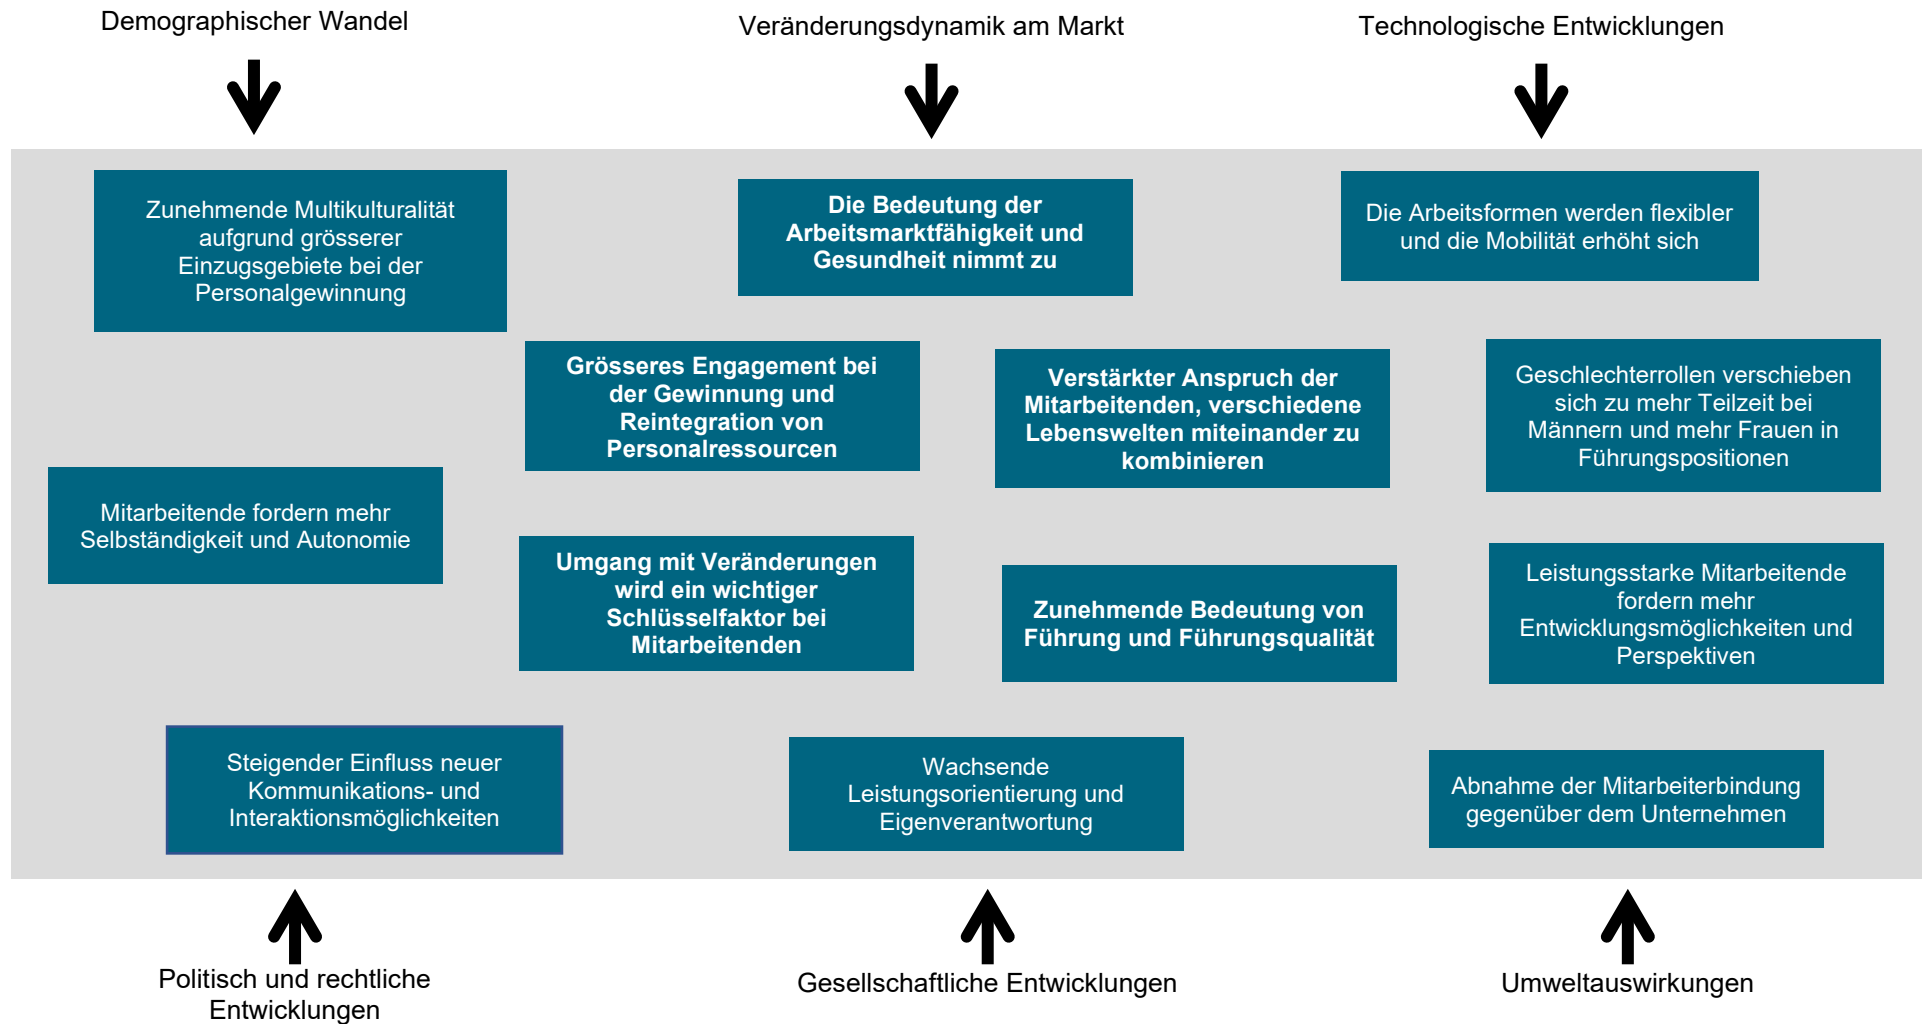 Demographischer Wandel
Veränderungsdynamik am Markt
Technologische Entwicklungen
Zunehmende Multikulturalität
aufgrund grösserer
Einzugsgebiete bei der
Personalgewinnung
Die Bedeutung der
Arbeitsmarktfähigkeit und
Gesundheit nimmt zu
Die Arbeitsformen werden flexibler
und die Mobilität erhöht sich
Grösseres Engagement bei
der Gewinnung und
Reintegration von
Personalressourcen
Verstärkter Anspruch der
Mitarbeitenden, verschiedene
Lebenswelten miteinander zu
kombinieren
Geschlechterrollen verschieben
sich zu mehr Teilzeit bei
Männern und mehr Frauen in
Führungspositionen
Mitarbeitende fordern mehr
Selbständigkeit und Autonomie
Umgang mit Veränderungen
wird ein wichtiger
Schlüsselfaktor bei
Mitarbeitenden
Zunehmende Bedeutung von
Führung und Führungsqualität
Leistungsstarke Mitarbeitende
fordern mehr
Entwicklungsmöglichkeiten und
Perspektiven
Steigender Einfluss neuer
Kommunikations- und
Interaktionsmöglichkeiten
Wachsende
Leistungsorientierung und
Eigenverantwortung
Abnahme der Mitarbeiterbindung
gegenüber dem Unternehmen
Politisch und rechtliche
Entwicklungen
Gesellschaftliche Entwicklungen
Umweltauswirkungen